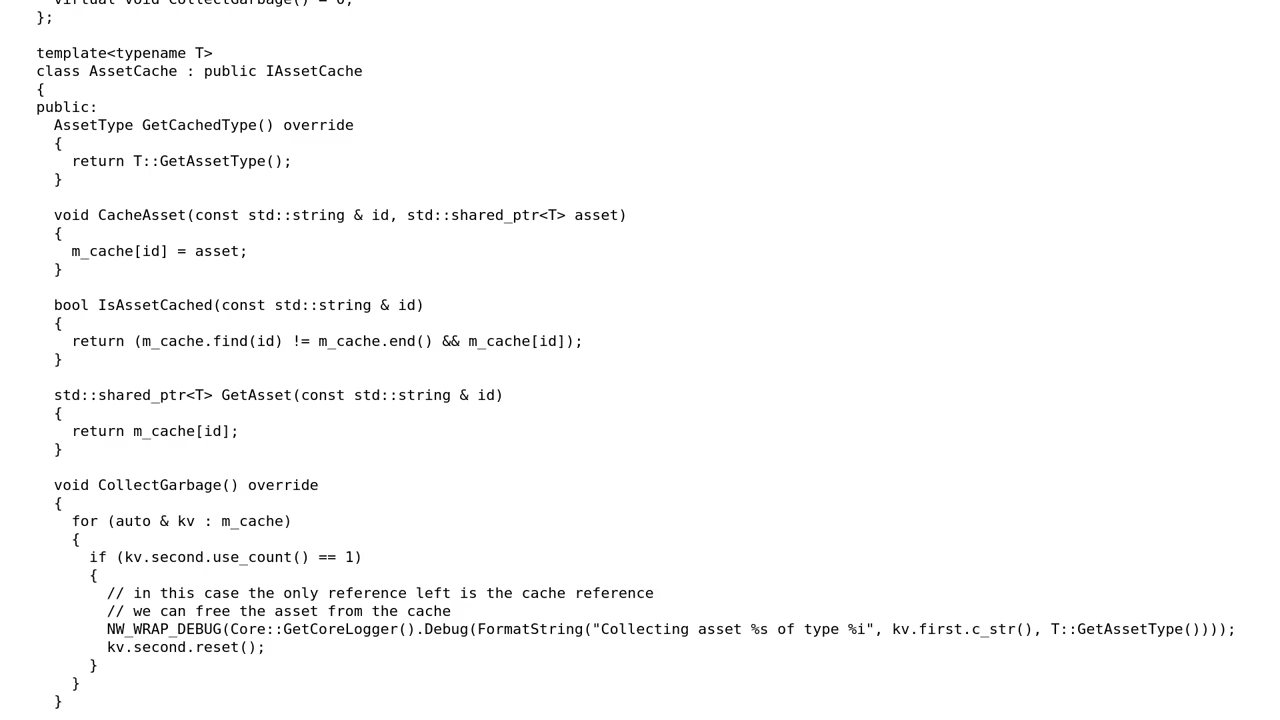 virtual void CollectGarbage() = 0;
};

template<typename T>
class AssetCache : public IAssetCache
{
public:
  AssetType GetCachedType() override
  {
    return T::GetAssetType();
  }

  void CacheAsset(const std::string & id, std::shared_ptr<T> asset)
  {
    m_cache[id] = asset;
  }

  bool IsAssetCached(const std::string & id)
  {
    return (m_cache.find(id) != m_cache.end() && m_cache[id]);
  }

  std::shared_ptr<T> GetAsset(const std::string & id)
  {
    return m_cache[id];
  }

  void CollectGarbage() override
  {
    for (auto & kv : m_cache)
    {
      if (kv.second.use_count() == 1)
      {
        // in this case the only reference left is the cache reference
        // we can free the asset from the cache
        NW_WRAP_DEBUG(Core::GetCoreLogger().Debug(FormatString("Collecting asset %s of type %i", kv.first.c_str(), T::GetAssetType())));
        kv.second.reset();
      }
    }
  }